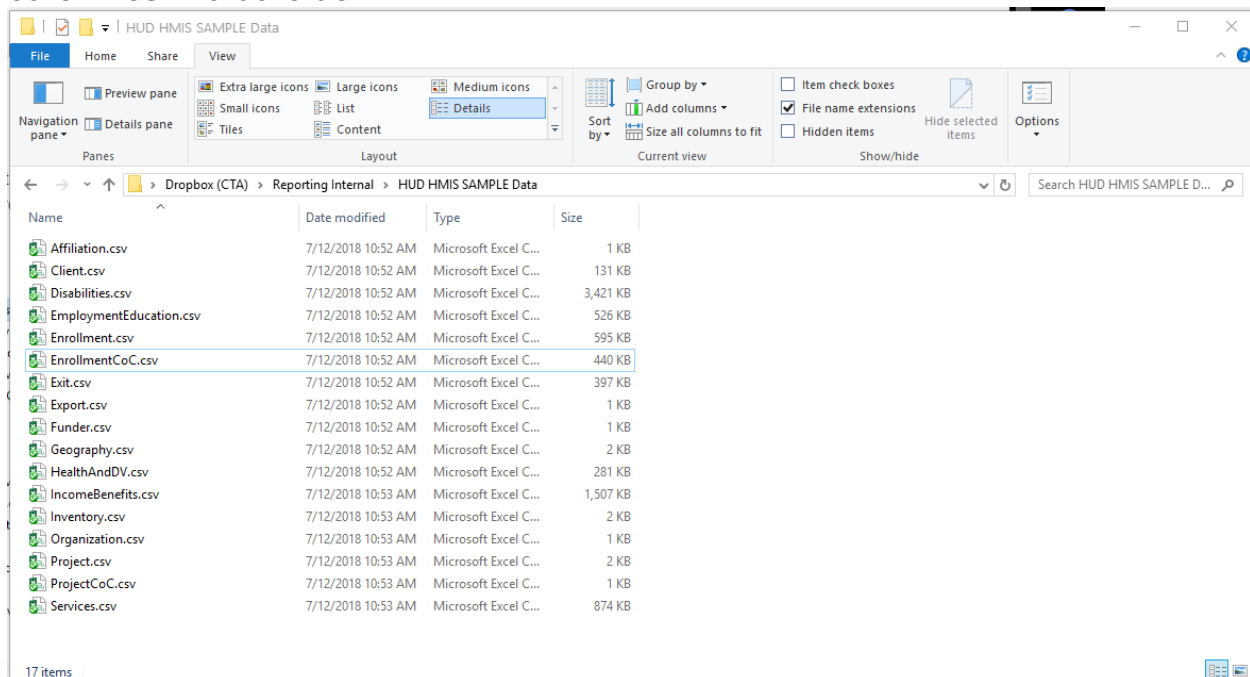 HUD HMIS SAMPLE Data
File Home Share View
Navigation pane
Preview pane
Details pane
Panes
Extra large icons Large icons Medium icons
Small icons List Details
Tiles Content
Layout
Sort by
Group by
Add columns
Size all columns to fit
Current view
Item check boxes
File name extensions
Hidden items
Hide selected items
Show/hide
Options
Dropbox (CTA) > Reporting Internal > HUD HMIS SAMPLE Data
Search HUD HMIS SAMPLE D...
Name Date modified Type Size
Affiliation.csv 7/12/2018 10:52 AM Microsoft Excel C... 1 KB
Client.csv 7/12/2018 10:52 AM Microsoft Excel C... 131 KB
Disabilities.csv 7/12/2018 10:52 AM Microsoft Excel C... 3,421 KB
EmploymentEducation.csv 7/12/2018 10:52 AM Microsoft Excel C... 526 KB
Enrollment.csv 7/12/2018 10:52 AM Microsoft Excel C... 595 KB
EnrollmentCoC.csv 7/12/2018 10:52 AM Microsoft Excel C... 440 KB
Exit.csv 7/12/2018 10:52 AM Microsoft Excel C... 397 KB
Export.csv 7/12/2018 10:52 AM Microsoft Excel C... 1 KB
Funder.csv 7/12/2018 10:52 AM Microsoft Excel C... 1 KB
Geography.csv 7/12/2018 10:52 AM Microsoft Excel C... 2 KB
HealthAndDV.csv 7/12/2018 10:52 AM Microsoft Excel C... 281 KB
IncomeBenefits.csv 7/12/2018 10:53 AM Microsoft Excel C... 1,507 KB
Inventory.csv 7/12/2018 10:53 AM Microsoft Excel C... 2 KB
Organization.csv 7/12/2018 10:53 AM Microsoft Excel C... 1 KB
Project.csv 7/12/2018 10:53 AM Microsoft Excel C... 2 KB
ProjectCoC.csv 7/12/2018 10:53 AM Microsoft Excel C... 1 KB
Services.csv 7/12/2018 10:53 AM Microsoft Excel C... 874 KB
17 items